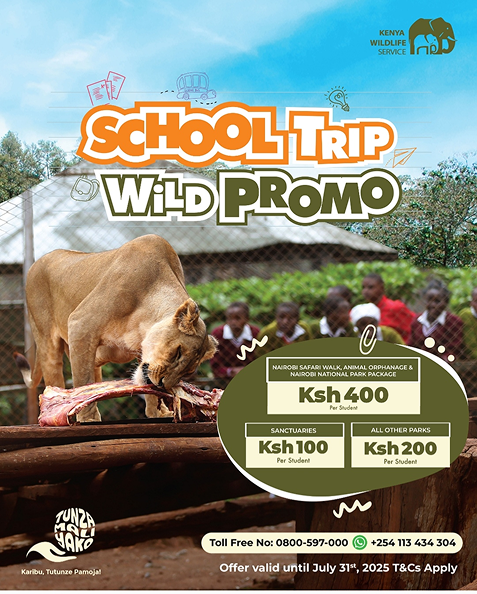 KENYA
WILDLIFE
SERVICE
SCHOOL TRIP
WiLD PROMO
NAIROBI SAFARI WALK, ANIMAL ORPHANAGE &
NAIROBI NATIONAL PARK PACKAGE
Ksh 400
Per Student
SANCTUARIES
Ksh 100
Per Student
ALL OTHER PARKS
Ksh 200
Per Student
TUNZA
MALI
YAKO
Karibu, Tutunze Pamoja!
Toll Free No: 0800-597-000 +254 113 434 304
Offer valid until July 31st, 2025 T&Cs Apply